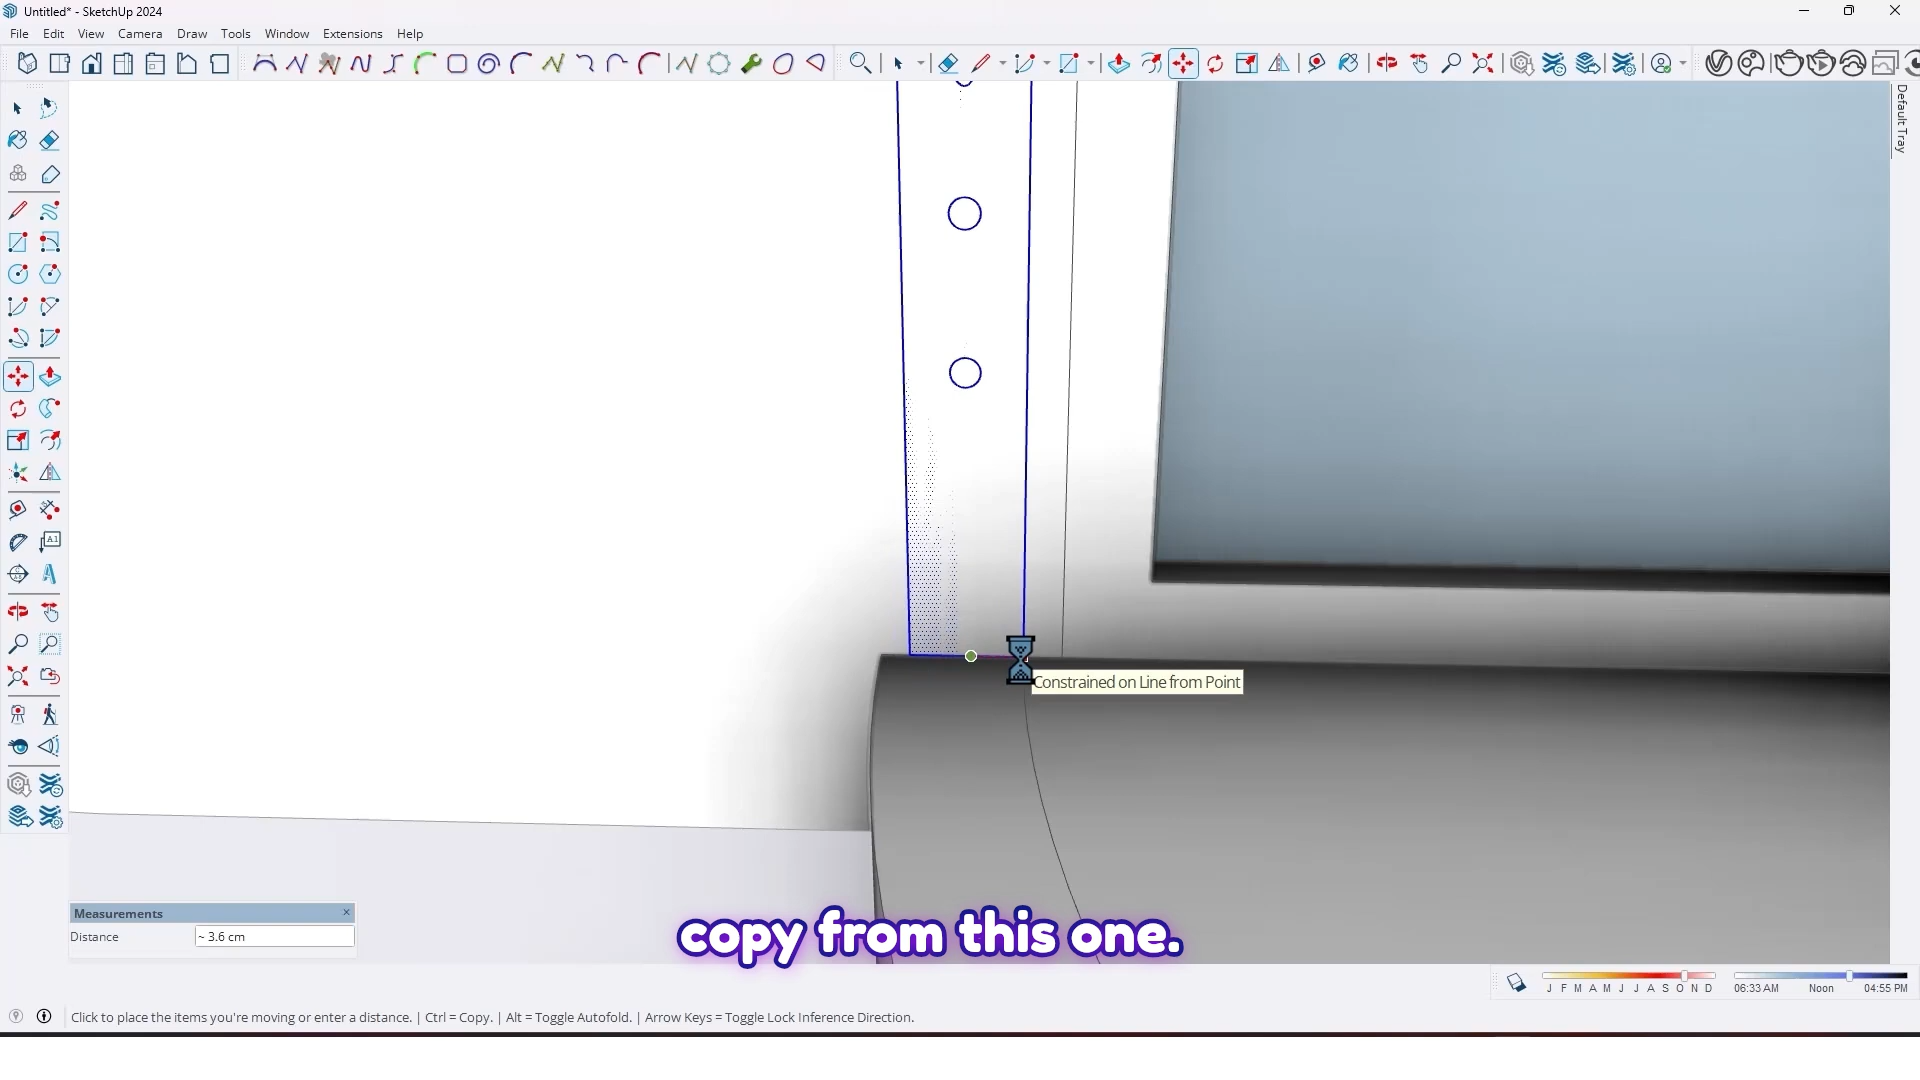 Untitled* - SketchUp 2024
File Edit View Camera Draw Tools Window Extensions Help
Default Tray
A1
Constrained on Line from Point
Measurements
Distance ~ 3.6 cm
copy from this one.
J F M A M J J A S O N D 06:33 AM Noon 04:55 PM
Click to place the items you're moving or enter a distance. | Ctrl = Copy. | Alt = Toggle Autofold. | Arrow Keys = Toggle Lock Inference Direction.